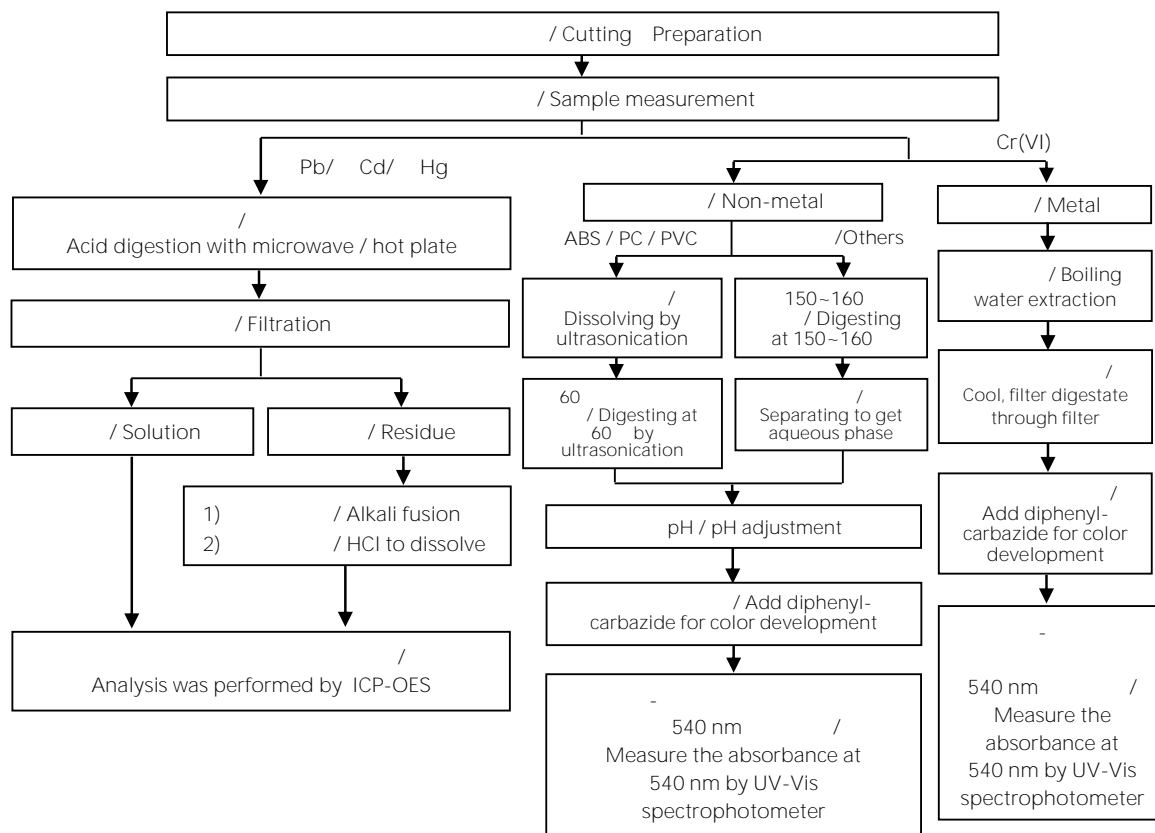 / Cutting Preparation
/ Sample measurement
Pb/ Cd/ Hg
Cr(VI)
/
Acid digestion with microwave / hot plate
/ Filtration
/ Solution
/ Residue
1) / Alkali fusion
2) / HCl to dissolve
/
Analysis was performed by ICP-OES
/ Non-metal
ABS / PC / PVC
/Others
/
Dissolving by
ultrasonication
60
/ Digesting at
60 by
ultrasonication
150~160
/ Digesting
at 150~160
/
Separating to get
aqueous phase
pH / pH adjustment
/ Add diphenyl-
carbazide for color development
-
540 nm /
Measure the absorbance at
540 nm by UV-Vis
spectrophotometer
/ Metal
/ Boiling
water extraction
/
Cool, filter digestate
through filter
/
Add diphenyl-
carbazide for color
development
-
540 nm /
Measure the
absorbance at
540 nm by UV-Vis
spectrophotometer